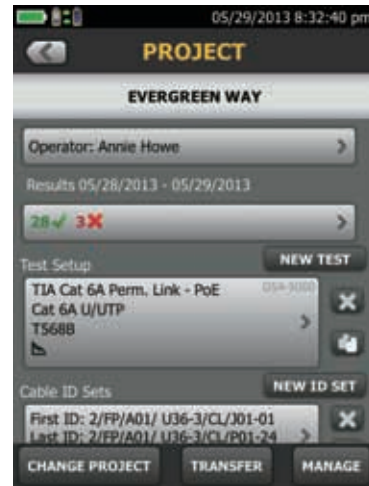 05/29/2013 8:32:40 pm
PROJECT
EVERGREEN WAY
Operator: Annie Howe
Results 05/28/2013 - 05/29/2013
28✓ 3✗
Test Setup
NEW TEST
TIA Cat 6A Perm. Link - PoE
DSX-5000
Cat 6A U/UTP
T568B
Cable ID Sets
NEW ID SET
First ID: 2/FP/A01/ U36-3/CL/J01-01
Last ID: 2/FP/A01/ U36-3/CL/P01-24
CHANGE PROJECT
TRANSFER
MANAGE